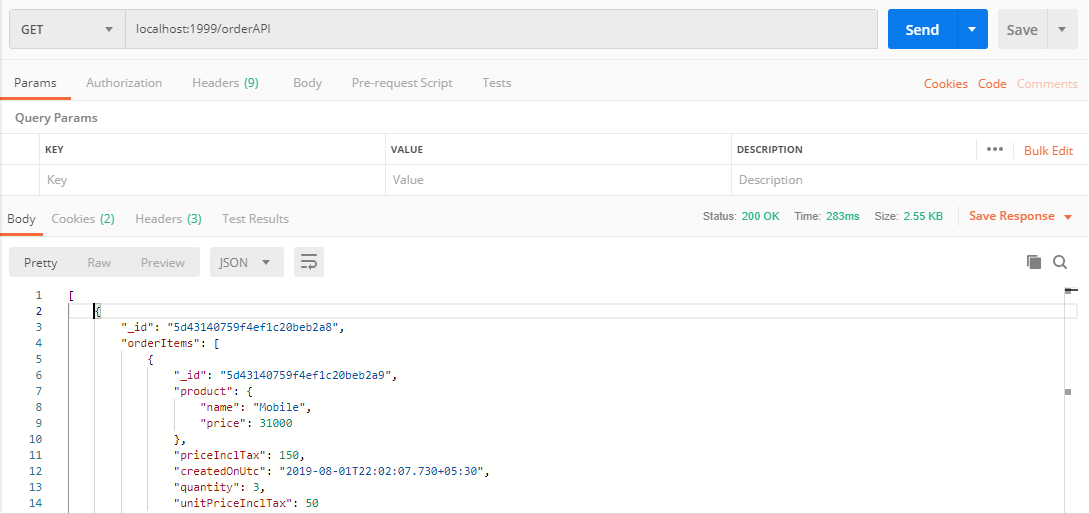 GET localhost:1999/orderAPI Send Save
Params Authorization Headers (9) Body Pre-request Script Tests Cookies Code Comments
Query Params
KEY VALUE DESCRIPTION ••• Bulk Edit
Key Value Description
Body Cookies (2) Headers (3) Test Results Status: 200 OK Time: 283ms Size: 2.55 KB Save Response
Pretty Raw Preview JSON
1 [
2 {
3 "_id": "5d43140759f4ef1c20beb2a8",
4 "orderItems": [
5 {
6 "_id": "5d43140759f4ef1c20beb2a9",
7 "product": {
8 "name": "Mobile",
9 "price": 31000
10 },
11 "priceInclTax": 150,
12 "createdOnUtc": "2019-08-01T22:02:07.730+05:30",
13 "quantity": 3,
14 "unitPriceInclTax": 50